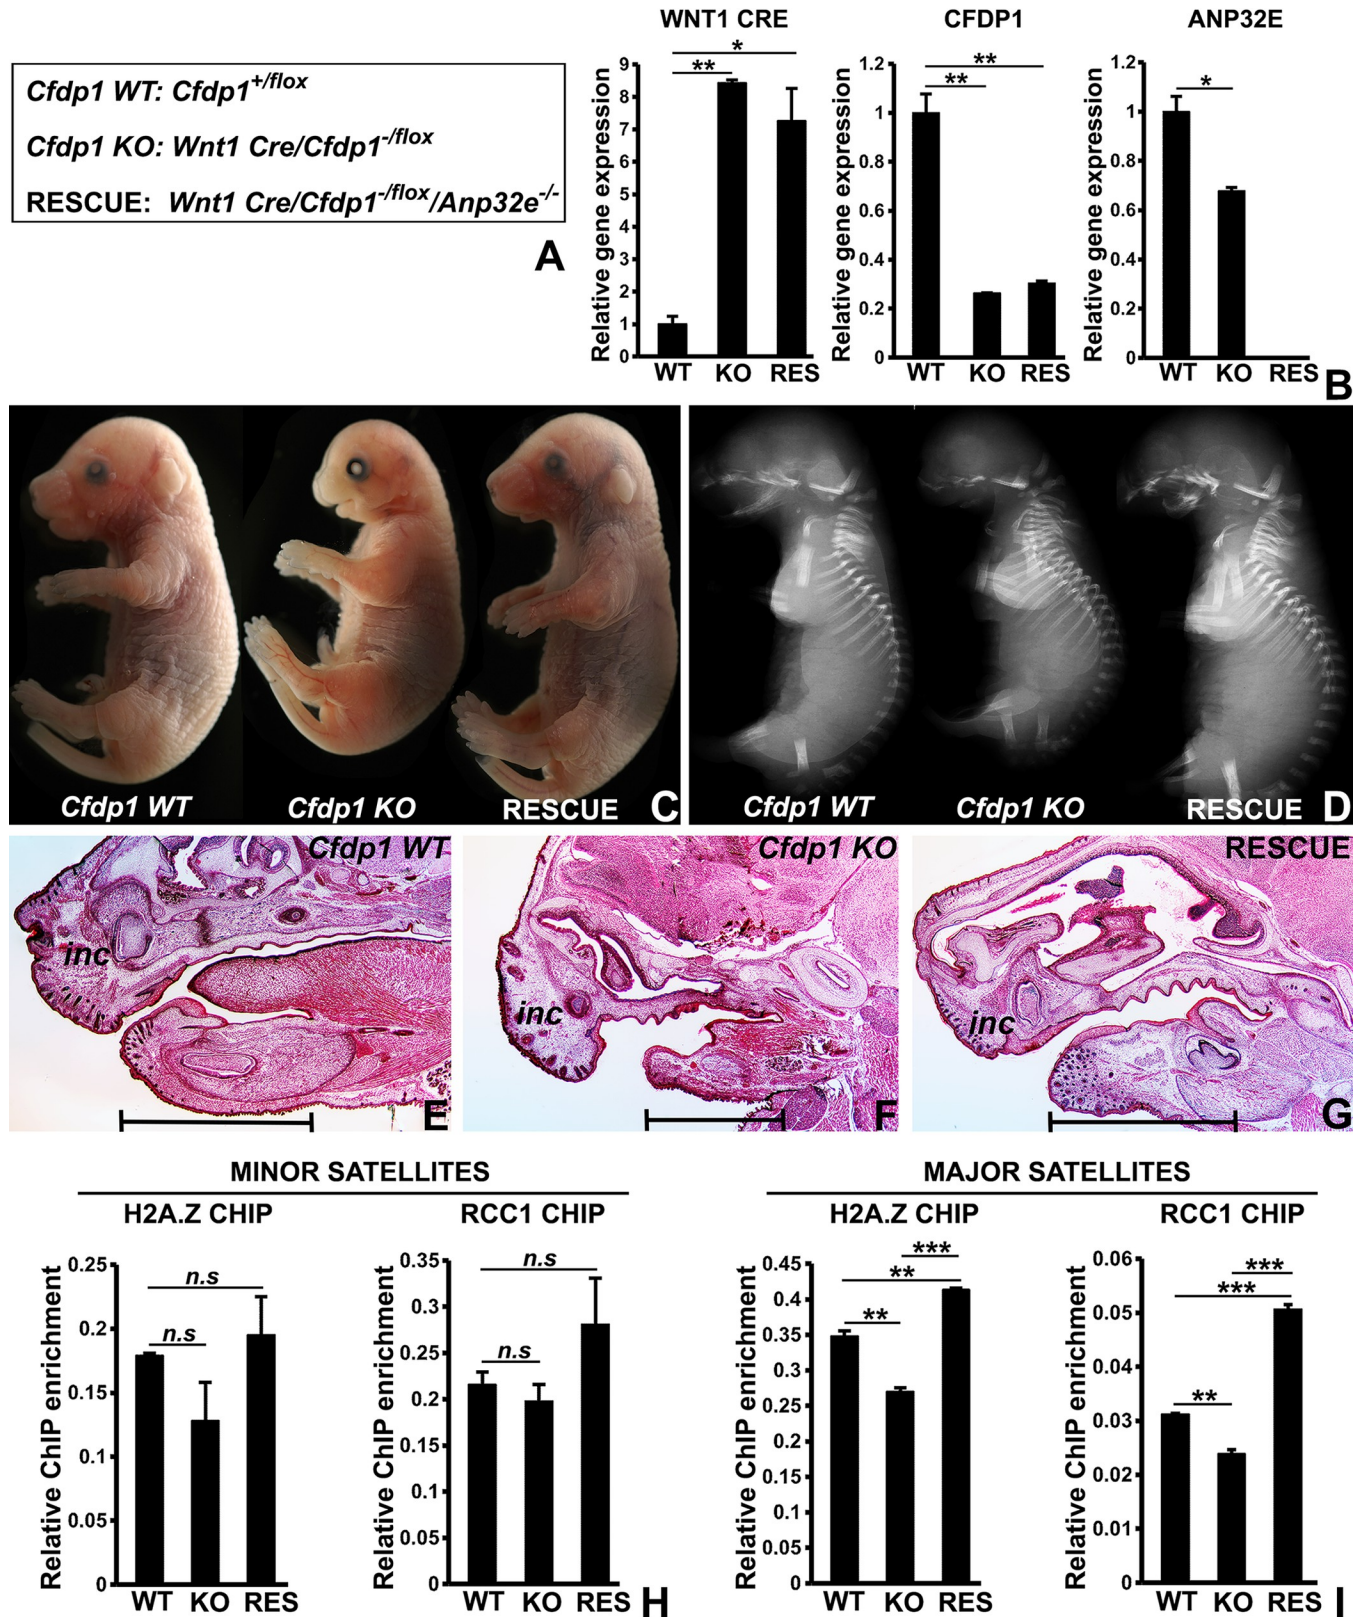 Cfdp1 WT: Cfdp1+/flox
Cfdp1 KO: Wnt1 Cre/Cfdp1-/flox
RESCUE: Wnt1 Cre/Cfdp1-/flox/Anp32e-/-
A
WNT1 CRE
Relative gene expression
9
8
7
6
5
4
3
2
1
0
**
*
WT KO RES
CFDP1
Relative gene expression
1.2
1
0.8
0.6
0.4
0.2
0
**
**
WT KO RES
ANP32E
Relative gene expression
1.2
1
0.8
0.6
0.4
0.2
0
*
WT KO RES
B
Cfdp1 WT
Cfdp1 KO
RESCUE
C
Cfdp1 WT
Cfdp1 KO
RESCUE
D
Cfdp1 WT
inc
E
Cfdp1 KO
inc
F
RESCUE
inc
G
MINOR SATELLITES
H2A.Z CHIP
Relative ChIP enrichment
0.25
0.2
0.15
0.1
0.05
0
n.s
n.s
WT KO RES
RCC1 CHIP
Relative ChIP enrichment
0.35
0.3
0.25
0.2
0.15
0.1
0.05
0
n.s
n.s
WT KO RES
H
MAJOR SATELLITES
H2A.Z CHIP
Relative ChIP enrichment
0.45
0.4
0.35
0.3
0.25
0.4
0.45
0.1
0.05
0
***
**
**
WT KO RES
RCC1 CHIP
Relative ChIP enrichment
0.06
0.05
0.04
0.03
0.02
0.01
0
***
***
**
WT KO RES
I